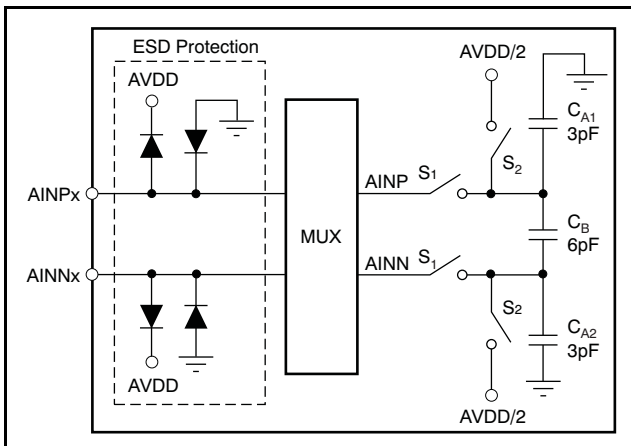 ESD Protection
AVDD
AVDD/2
CA1
3pF
S2
AINPx
AINP
S1
MUX
CB
6pF
AINNx
AINN
S1
S2
CA2
3pF
AVDD
AVDD/2